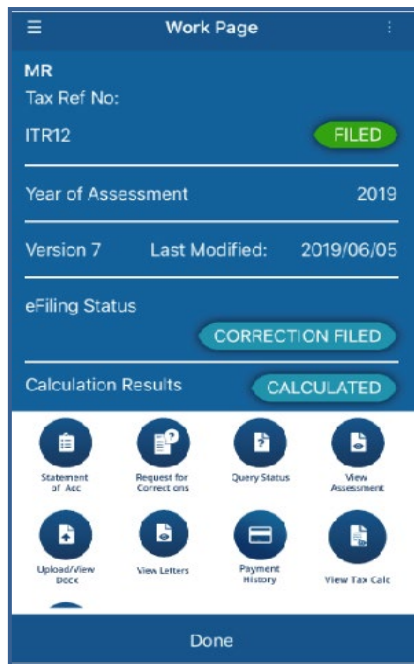 Work Page
MR
Tax Ref No:
ITR12 FILED
Year of Assessment 2019
Version 7 Last Modified: 2019/06/05
eFiling Status
CORRECTION FILED
Calculation Results CALCULATED
Statement of Acc
Request for Corrections
Query Status
View Assessment
Upload/View Docs
View Letters
Payment History
View Tax Calc
Done